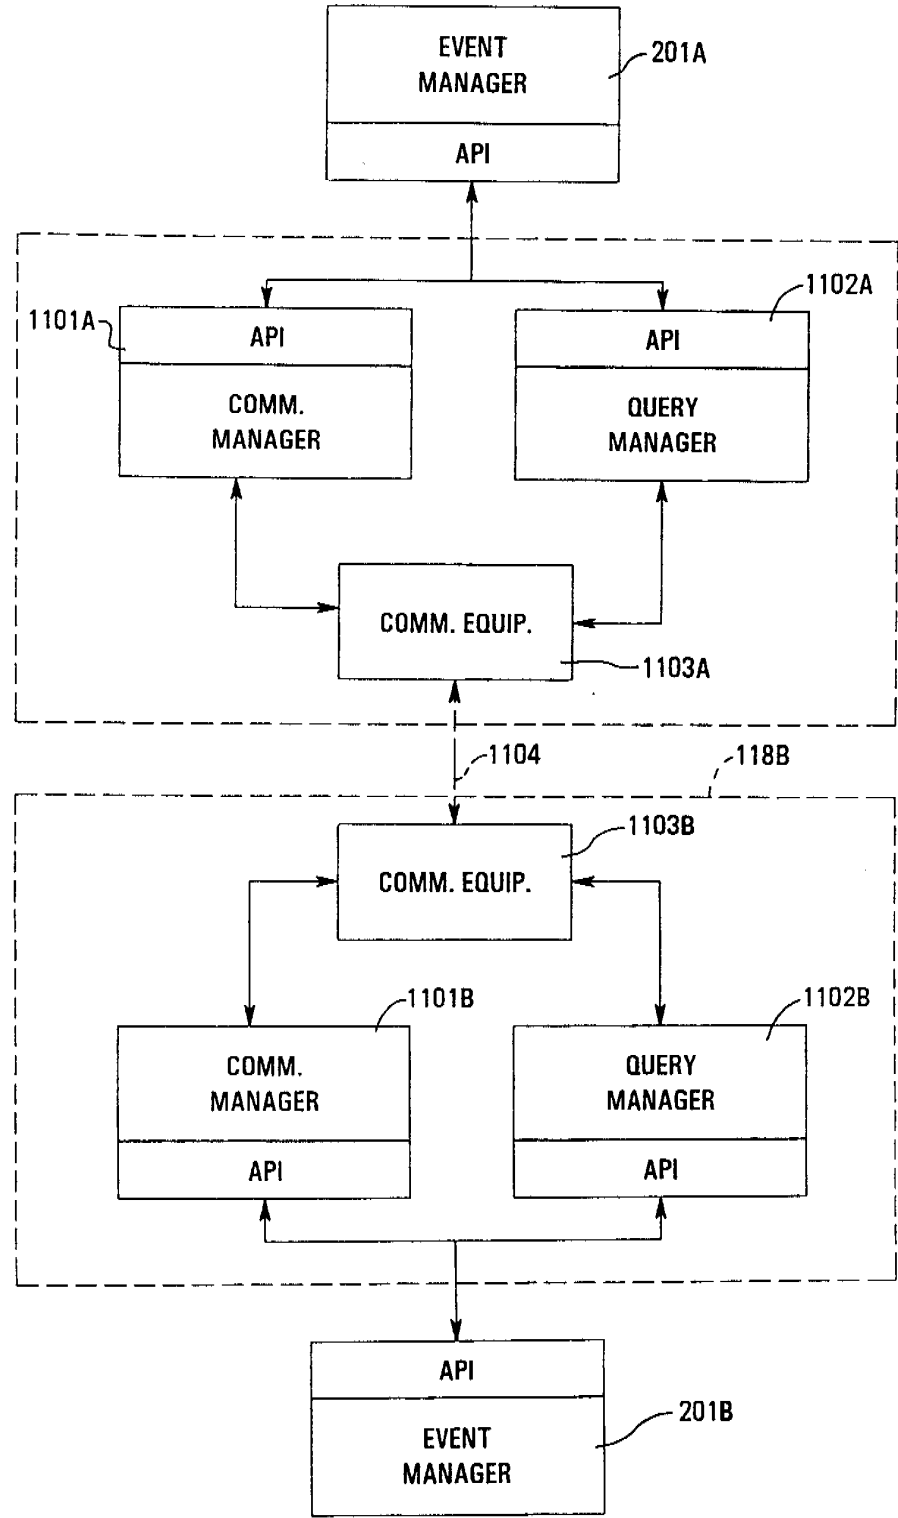 EVENT
MANAGER
201A
API
1102A
1101A
API
API
COMM.
MANAGER
QUERY
MANAGER
COMM. EQUIP.
1103A
1104
118B
1103B
COMM. EQUIP.
1101B
1102B
COMM.
MANAGER
QUERY
MANAGER
API
API
API
201B
EVENT
MANAGER